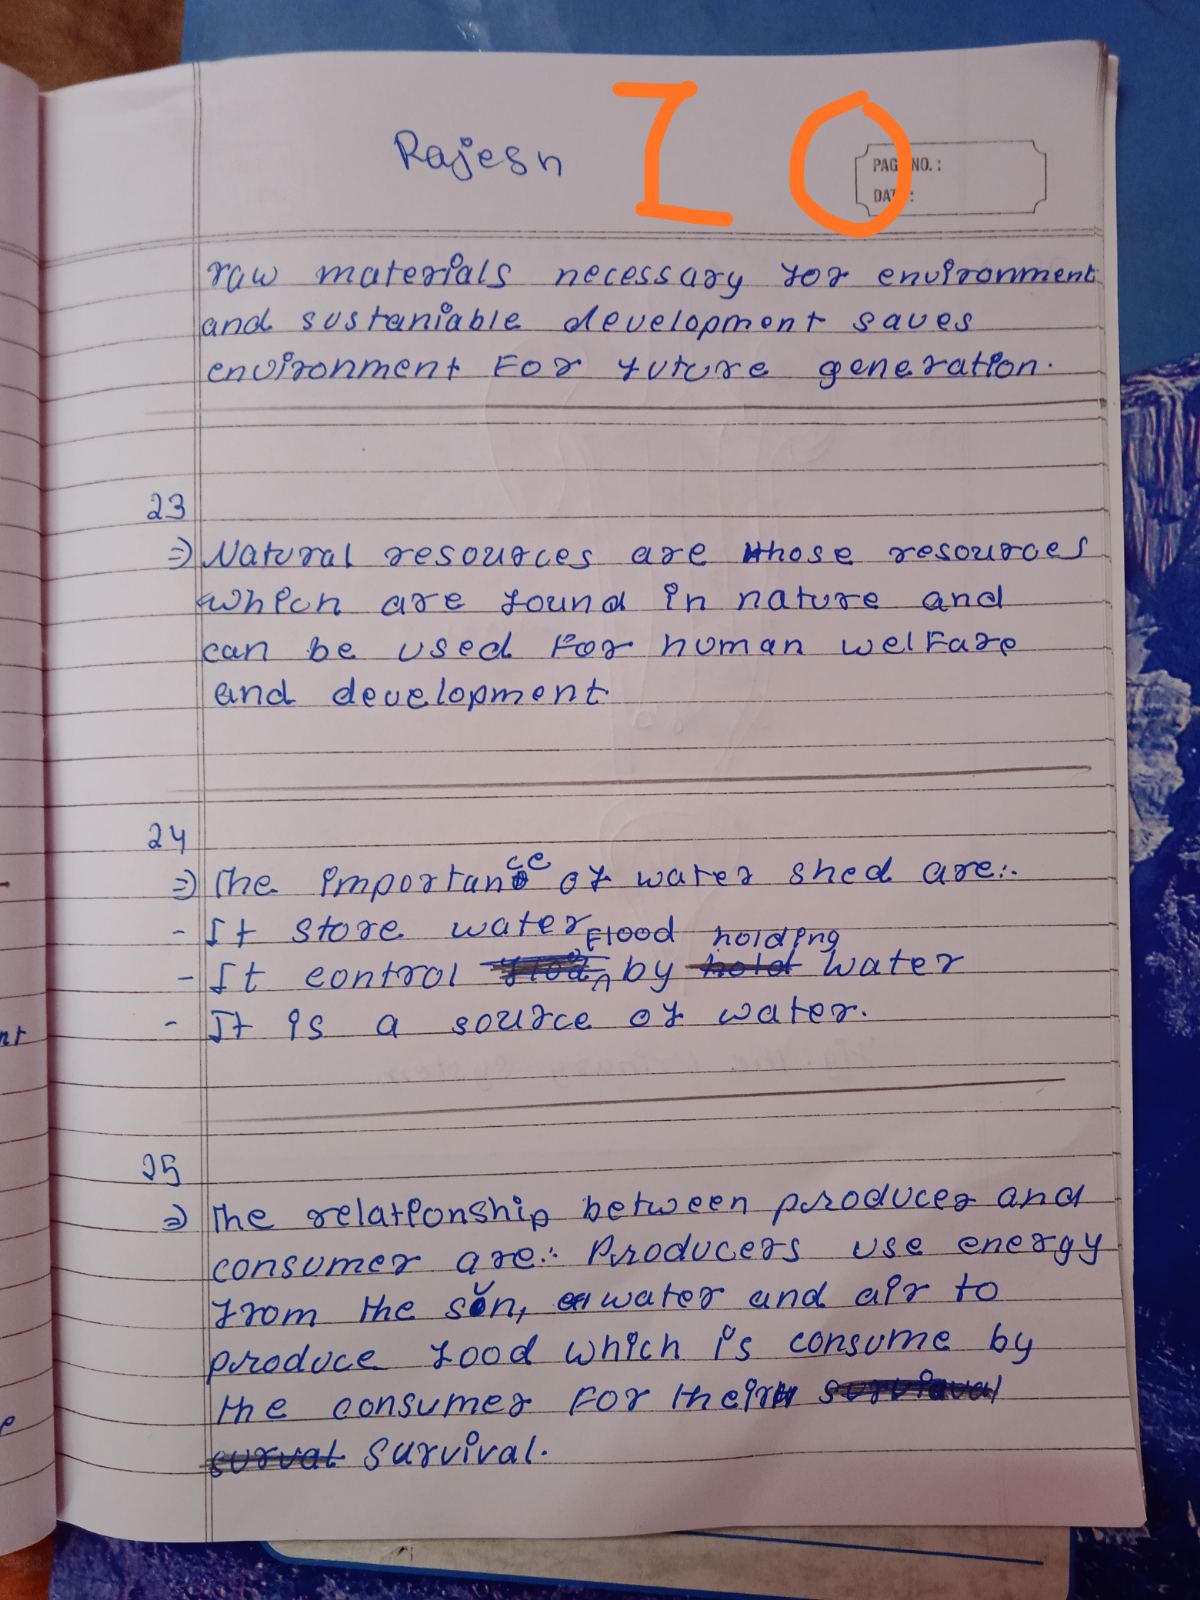 Rajesh
I O
PAGE NO. :
DATE :
raw materials necessary for environment
and sustaniable development saves
environment for future generation.
23
⇒ Natural resources are those resources
which are found in nature and
can be used for human welfare
and development
24
⇒ The importance of water shed are:-
- It store water
- It control flood by holding water
- It is a source of water.
25
⇒ The relationship between producer and
consumer are:- Producers use energy
from the sun, water and air to
produce food which is consume by
the consumer for their
survival.